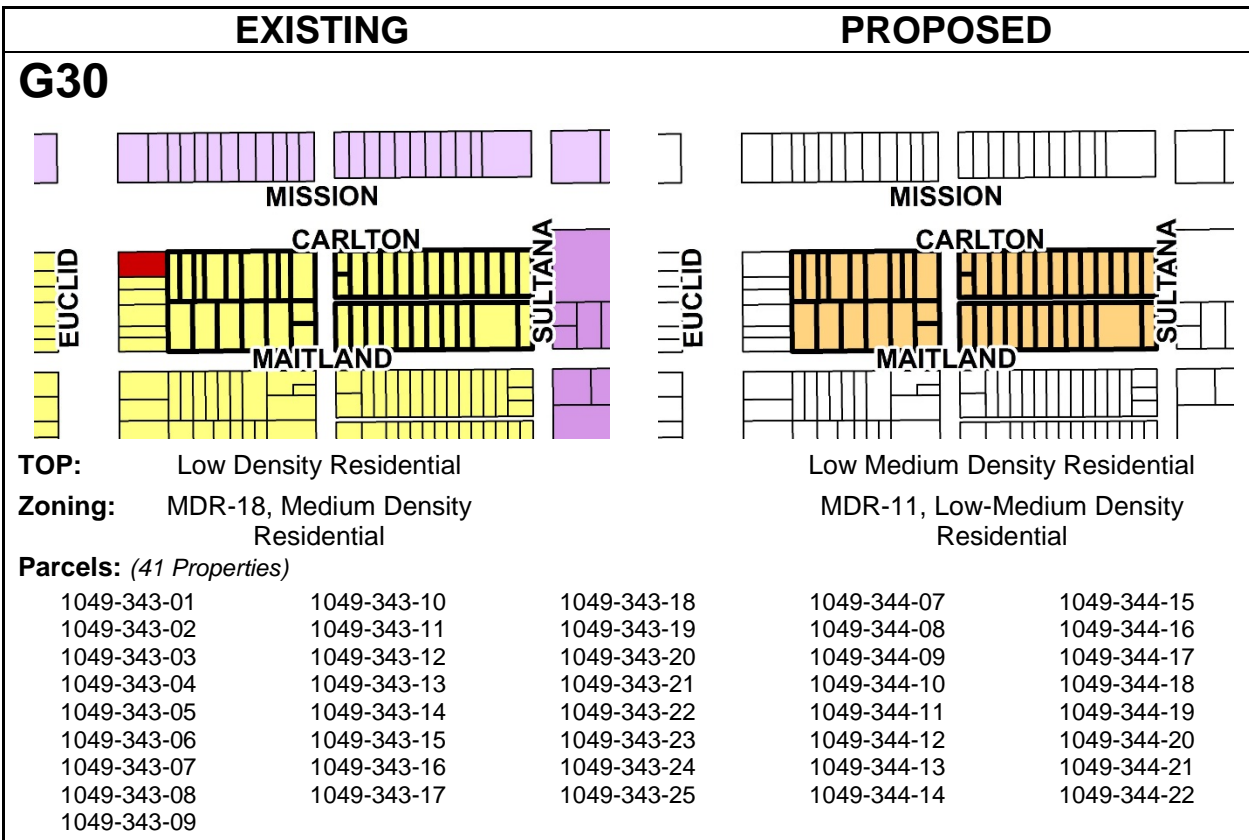 EXISTING PROPOSED
G30
MISSION MISSION
CARLTON CARLTON
EUCLID SULTANA EUCLID SULTANA
MAITLAND MAITLAND
TOP: Low Density Residential Low Medium Density Residential
Zoning: MDR-18, Medium Density MDR-11, Low-Medium Density
Residential Residential
Parcels: (41 Properties)
1049-343-01 1049-343-10 1049-343-18 1049-344-07 1049-344-15
1049-343-02 1049-343-11 1049-343-19 1049-344-08 1049-344-16
1049-343-03 1049-343-12 1049-343-20 1049-344-09 1049-344-17
1049-343-04 1049-343-13 1049-343-21 1049-344-10 1049-344-18
1049-343-05 1049-343-14 1049-343-22 1049-344-11 1049-344-19
1049-343-06 1049-343-15 1049-343-23 1049-344-12 1049-344-20
1049-343-07 1049-343-16 1049-343-24 1049-344-13 1049-344-21
1049-343-08 1049-343-17 1049-343-25 1049-344-14 1049-344-22
1049-343-09